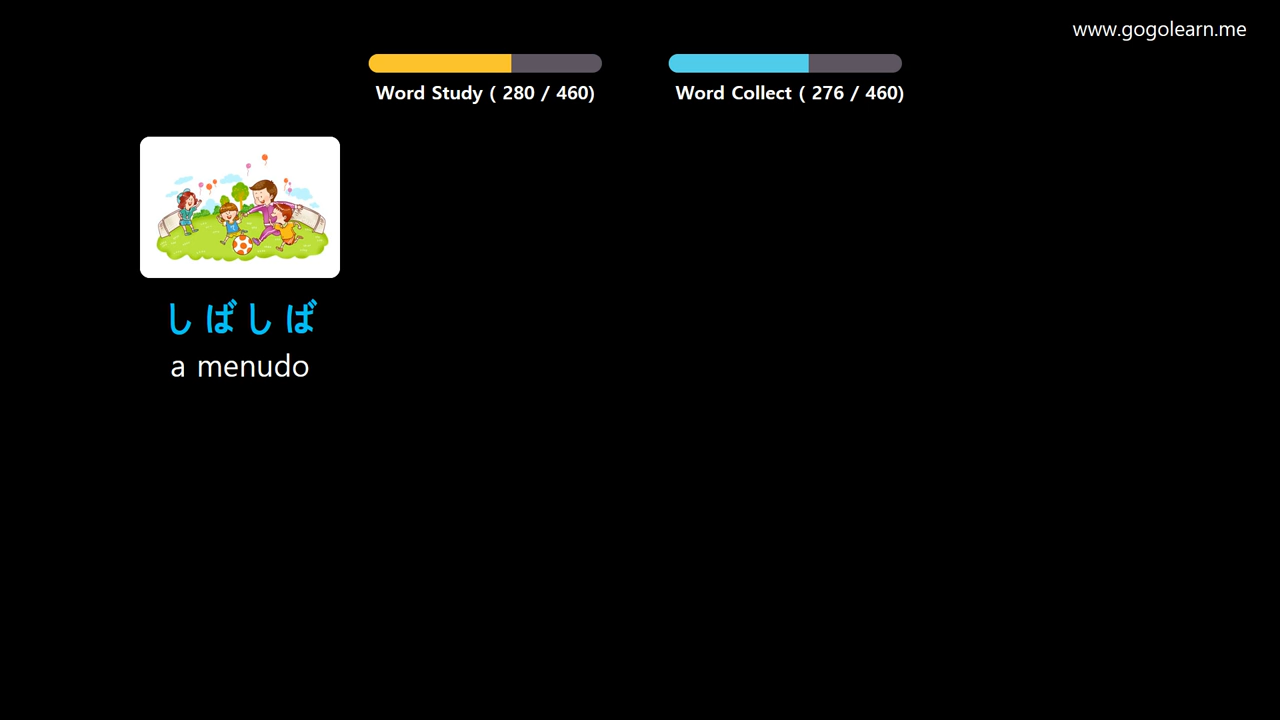 www.gogolearn.me
Word Study ( 280 / 460)
Word Collect ( 276 / 460)
しばしば
a menudo